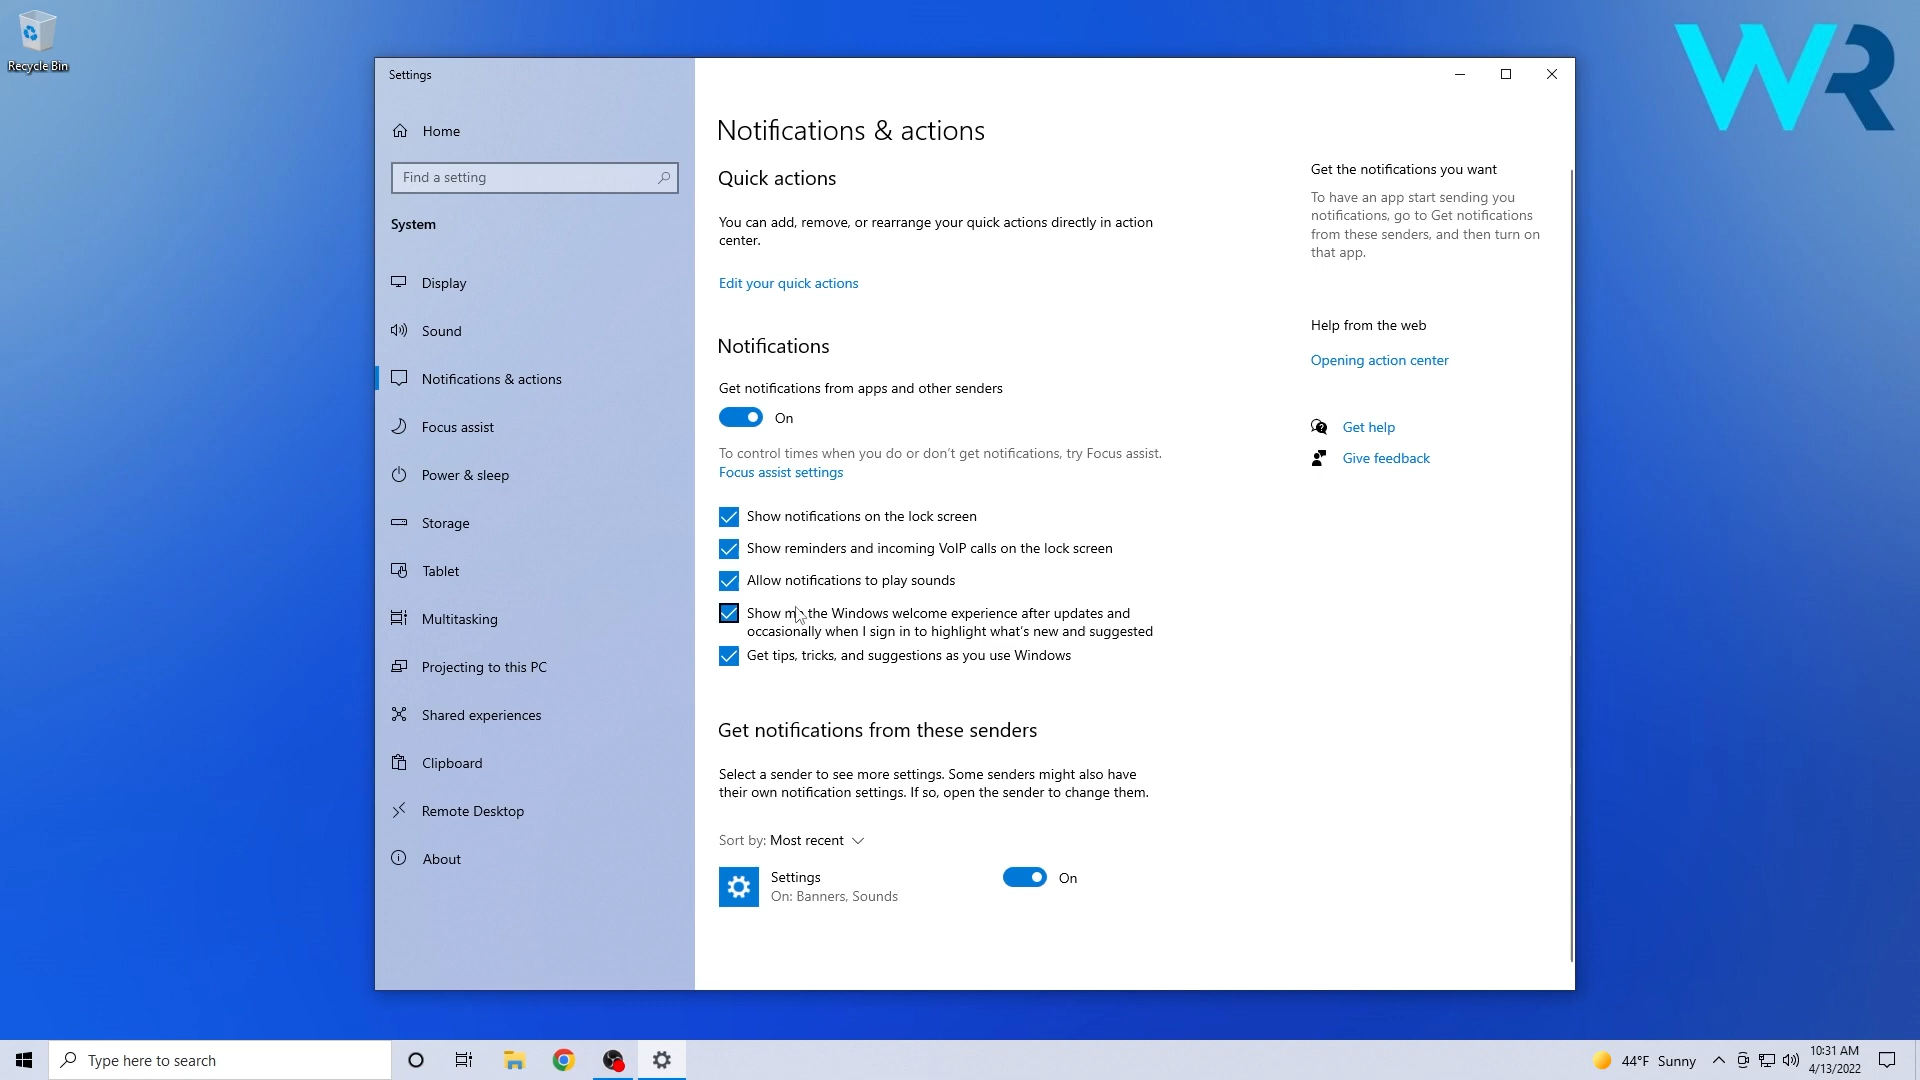 Recycle Bin
WR
Settings
Home
Find a setting
System
Display
Sound
Notifications & actions
Focus assist
Power & sleep
Storage
Tablet
Multitasking
Projecting to this PC
Shared experiences
Clipboard
Remote Desktop
About
Notifications & actions
Quick actions
You can add, remove, or rearrange your quick actions directly in action
center.
Edit your quick actions
Notifications
Get notifications from apps and other senders
On
To control times when you do or don't get notifications, try Focus assist.
Focus assist settings
Show notifications on the lock screen
Show reminders and incoming VoIP calls on the lock screen
Allow notifications to play sounds
Show me the Windows welcome experience after updates and
occasionally when I sign in to highlight what's new and suggested
Get tips, tricks, and suggestions as you use Windows
Get notifications from these senders
Select a sender to see more settings. Some senders might also have
their own notification settings. If so, open the sender to change them.
Sort by: Most recent
Settings
On: Banners, Sounds
On
Get the notifications you want
To have an app start sending you
notifications, go to Get notifications
from these senders, and then turn on
that app.
Help from the web
Opening action center
Get help
Give feedback
Type here to search
44°F Sunny
10:31 AM
4/13/2022